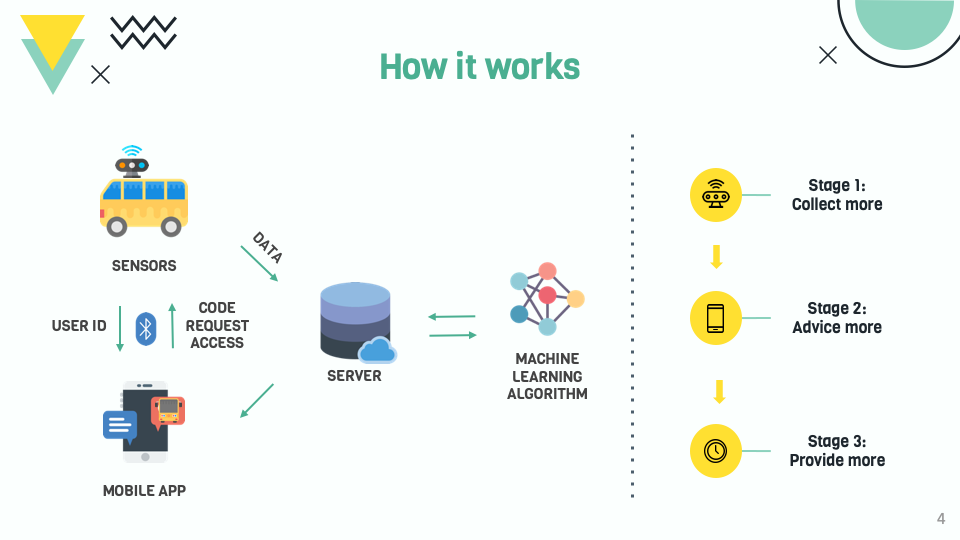 How it works
SENSORS
DATA
USER ID
CODE
REQUEST
ACCESS
SERVER
MACHINE
LEARNING
ALGORITHM
MOBILE APP
Stage 1:
Collect more
Stage 2:
Advice more
Stage 3:
Provide more
4